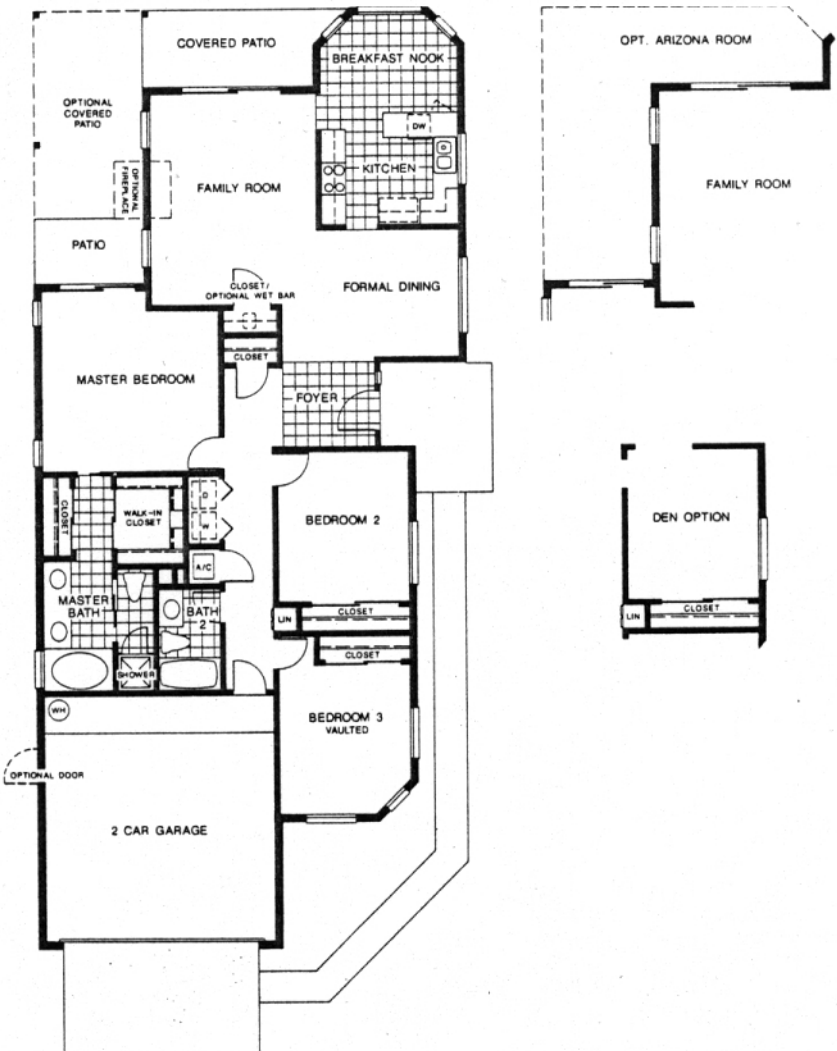 COVERED PATIO
BREAKFAST NOOK
OPT. ARIZONA ROOM
OPTIONAL
COVERED
PATIO
DW
KITCHEN
OPTIONAL
FIREPLACE
FAMILY ROOM
FAMILY ROOM
PATIO
CLOSET/
OPTIONAL WET BAR
FORMAL DINING
CLOSET
MASTER BEDROOM
FOYER
CLOSET
WALK-IN
CLOSET
D
W
BEDROOM 2
DEN OPTION
A/C
MASTER
BATH
BATH
2
LIN
CLOSET
LIN
CLOSET
CLOSET
SHOWER
WH
BEDROOM 3
VAULTED
OPTIONAL DOOR
2 CAR GARAGE